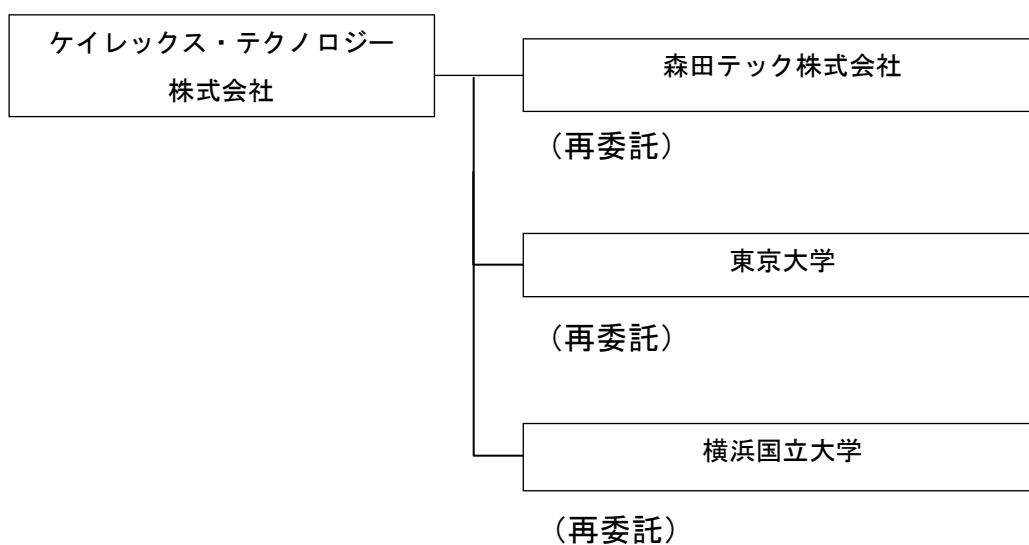 ケイレックス・テクノロジー
株式会社
森田テック株式会社
（再委託）
東京大学
（再委託）
横浜国立大学
（再委託）